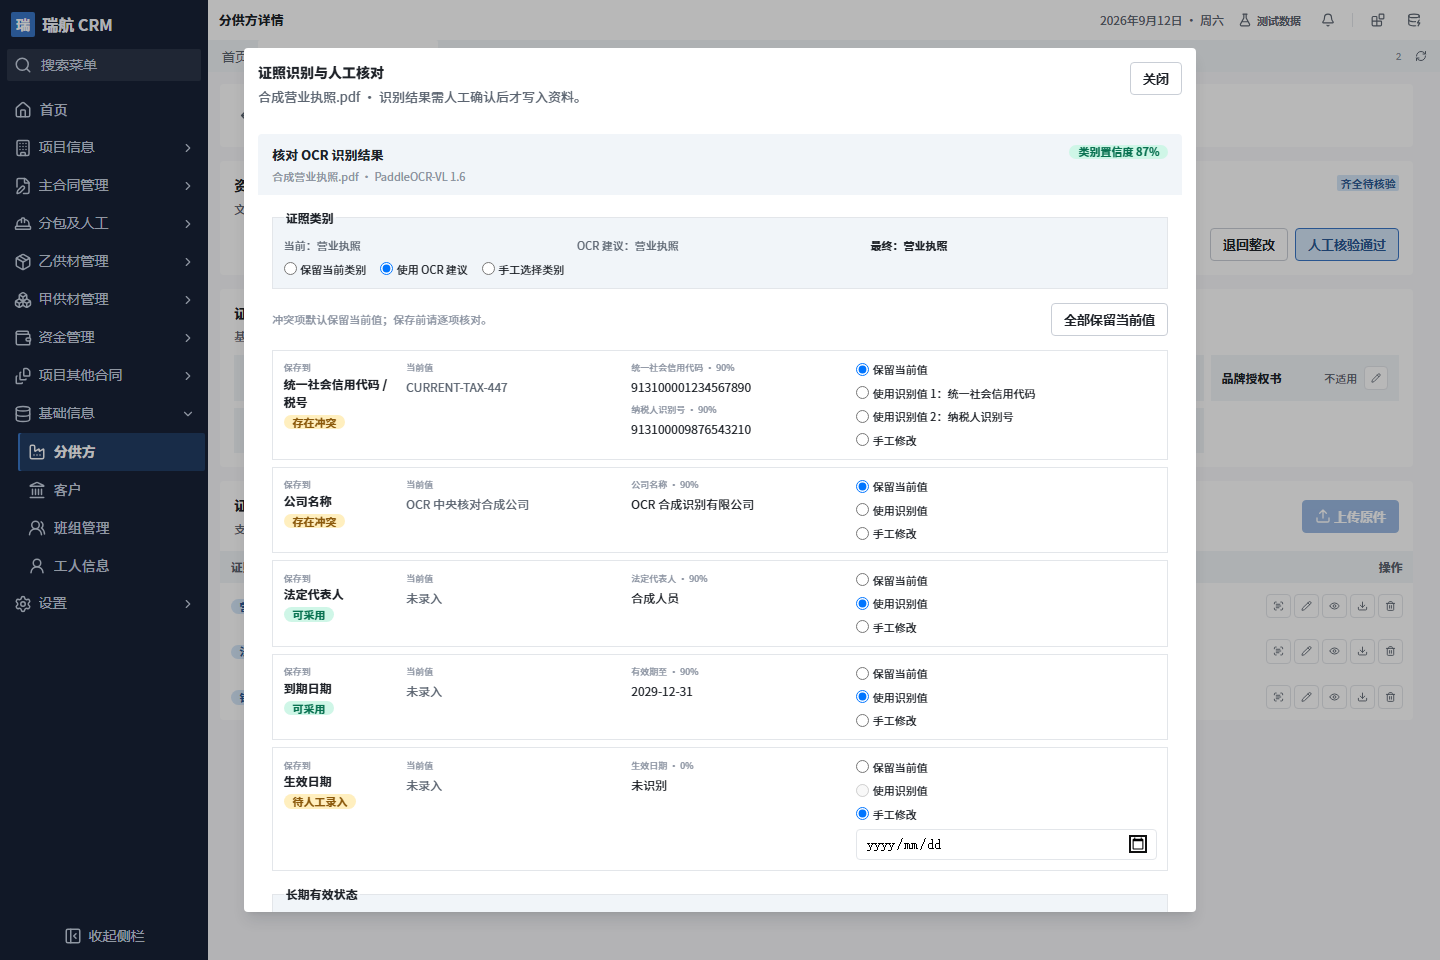 瑞 瑞航 CRM
搜索菜单
首页
项目信息
主合同管理
分包及人工
乙供材管理
甲供材管理
资金管理
项目其他合同
基础信息
分供方
客户
班组管理
工人信息
设置
收起侧栏
分供方详情
2026年9月12日 • 周六
测试数据
首页
2
齐全待核验
退回整改
人工核验通过
品牌授权书
不适用
上传原件
操作
证照识别与人工核对
合成营业执照.pdf • 识别结果需人工确认后才写入资料。
关闭
核对 OCR 识别结果
合成营业执照.pdf • PaddleOCR-VL 1.6
类别置信度 87%
证照类别
当前：营业执照
OCR 建议：营业执照
最终：营业执照
保留当前类别
使用 OCR 建议
手工选择类别
冲突项默认保留当前值；保存前请逐项核对。
全部保留当前值
保存到
统一社会信用代码 /
税号
存在冲突
当前值
CURRENT-TAX-447
统一社会信用代码 • 90%
913100001234567890
纳税人识别号 • 90%
913100009876543210
保留当前值
使用识别值 1：统一社会信用代码
使用识别值 2：纳税人识别号
手工修改
保存到
公司名称
存在冲突
当前值
OCR 中央核对合成公司
公司名称 • 90%
OCR 合成识别有限公司
保留当前值
使用识别值
手工修改
保存到
法定代表人
可采用
当前值
未录入
法定代表人 • 90%
合成人员
保留当前值
使用识别值
手工修改
保存到
到期日期
可采用
当前值
未录入
有效期至 • 90%
2029-12-31
保留当前值
使用识别值
手工修改
保存到
生效日期
待人工录入
当前值
未录入
生效日期 • 0%
未识别
保留当前值
使用识别值
手工修改
yyyy/mm/dd
长期有效状态